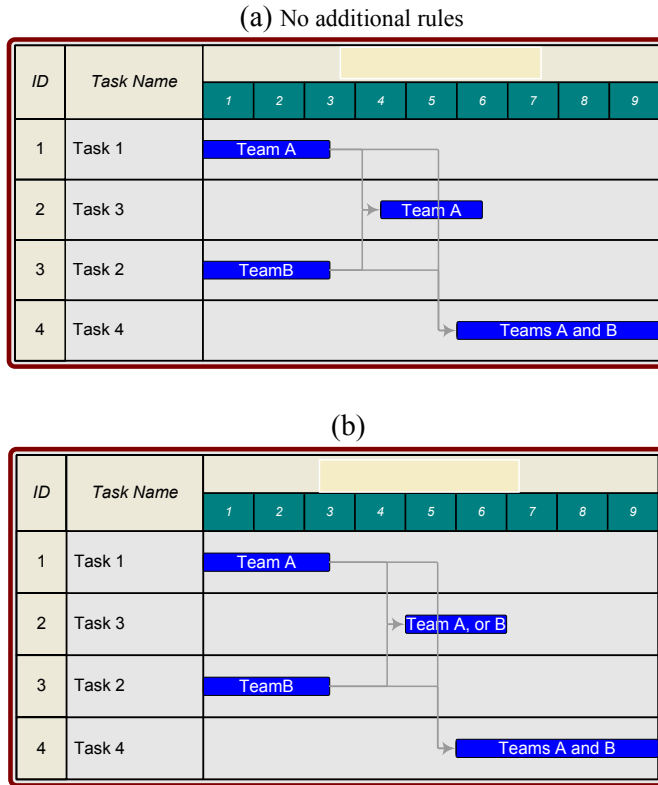 (a) No additional rules
ID Task Name
1 2 3 4 5 6 7 8 9
1 Task 1 Team A
2 Task 3 Team A
3 Task 2 TeamB
4 Task 4 Teams A and B
(b)
ID Task Name
1 2 3 4 5 6 7 8 9
1 Task 1 Team A
2 Task 3 Team A, or B
3 Task 2 TeamB
4 Task 4 Teams A and B